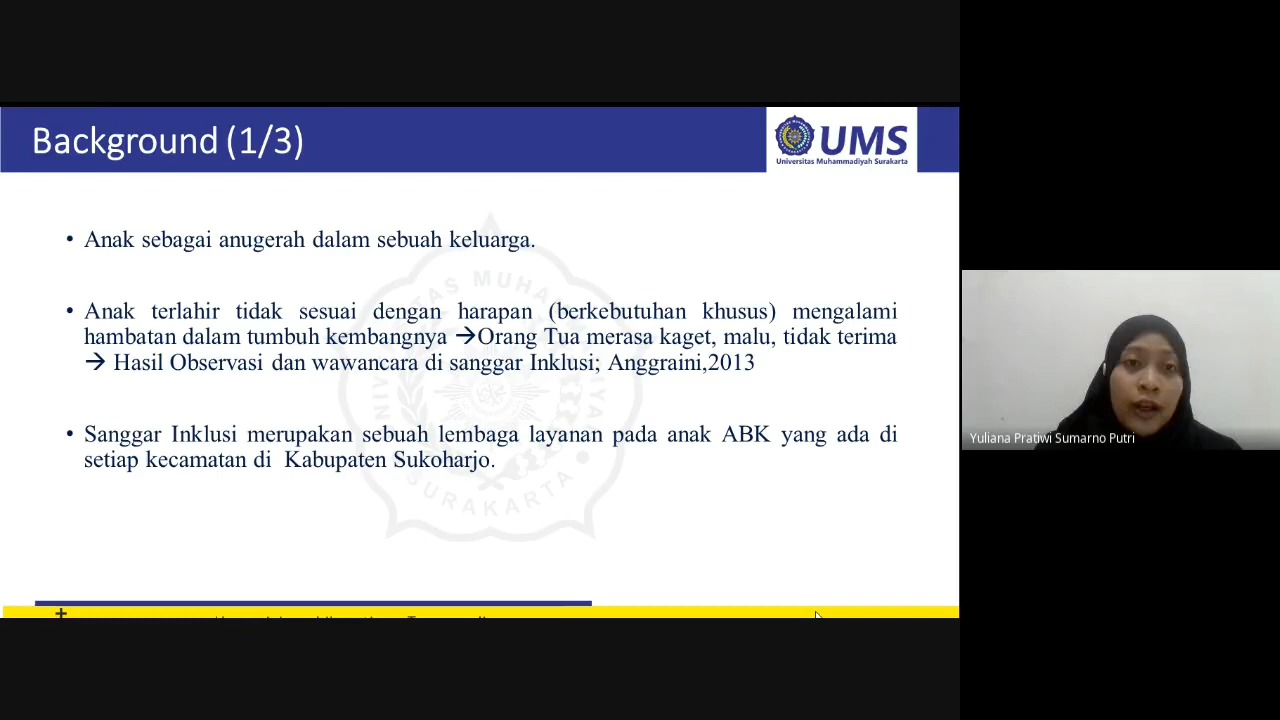 Background (1/3)
UMS
Universitas Muhammadiyah Surakarta
• Anak sebagai anugerah dalam sebuah keluarga.
• Anak terlahir tidak sesuai dengan harapan (berkebutuhan khusus) mengalami
hambatan dalam tumbuh kembangnya →Orang Tua merasa kaget, malu, tidak terima
→ Hasil Observasi dan wawancara di sanggar Inklusi; Anggraini,2013
• Sanggar Inklusi merupakan sebuah lembaga layanan pada anak ABK yang ada di
setiap kecamatan di  Kabupaten Sukoharjo.
SURAKARTA
Yuliana Pratiwi Sumarno Putri